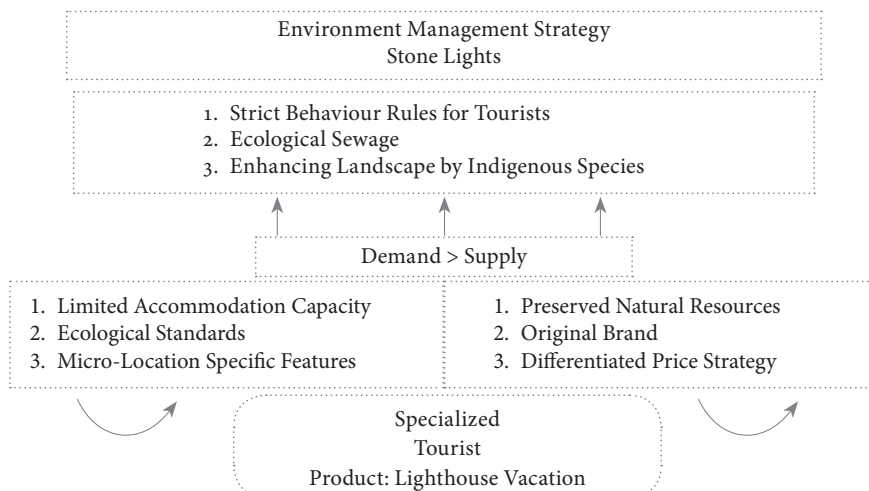 Environment Management Strategy
Stone Lights
1. Strict Behaviour Rules for Tourists
2. Ecological Sewage
3. Enhancing Landscape by Indigenous Species
Demand > Supply
1. Limited Accommodation Capacity
2. Ecological Standards
3. Micro-Location Specific Features
1. Preserved Natural Resources
2. Original Brand
3. Differentiated Price Strategy
Specialized
Tourist
Product: Lighthouse Vacation